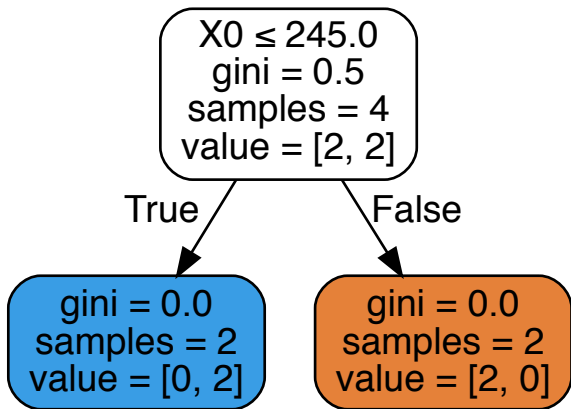 X0 ≤ 245.0
gini = 0.5
samples = 4
value = [2, 2]
True
False
gini = 0.0
samples = 2
value = [0, 2]
gini = 0.0
samples = 2
value = [2, 0]